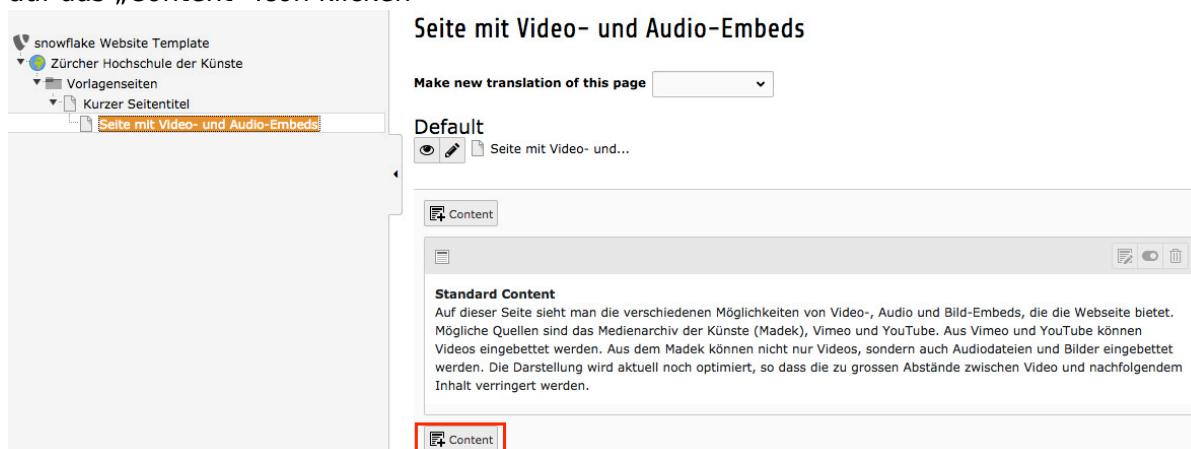 auf das „Content“-Icon klicken
snowflake Website Template
Zürcher Hochschule der Künste
Vorlagenseiten
Kurzer Seitentitel
Seite mit Video- und Audio-Embeds
Seite mit Video- und Audio-Embeds
Make new translation of this page
Default
Seite mit Video- und...
Content
Standard Content
Auf dieser Seite sieht man die verschiedenen Möglichkeiten von Video-, Audio und Bild-Embeds, die die Webseite bietet.
Mögliche Quellen sind das Medienarchiv der Künste (Madek), Vimeo und YouTube. Aus Vimeo und YouTube können
Videos eingebettet werden. Aus dem Madek können nicht nur Videos, sondern auch Audiodateien und Bilder eingebettet
werden. Die Darstellung wird aktuell noch optimiert, so dass die zu grossen Abstände zwischen Video und nachfolgendem
Inhalt verringert werden.
Content